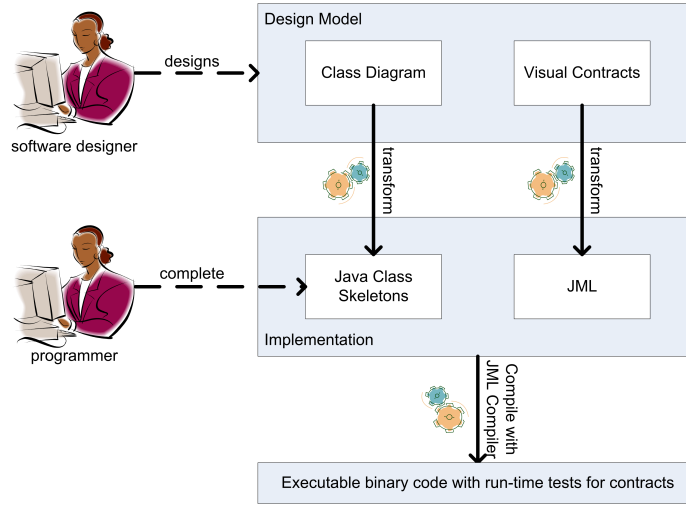 Design Model
designs
Class Diagram
Visual Contracts
software designer
transform
transform
complete
Java Class
Skeletons
JML
programmer
Implementation
Compile with
JML Compiler
Executable binary code with run-time tests for contracts